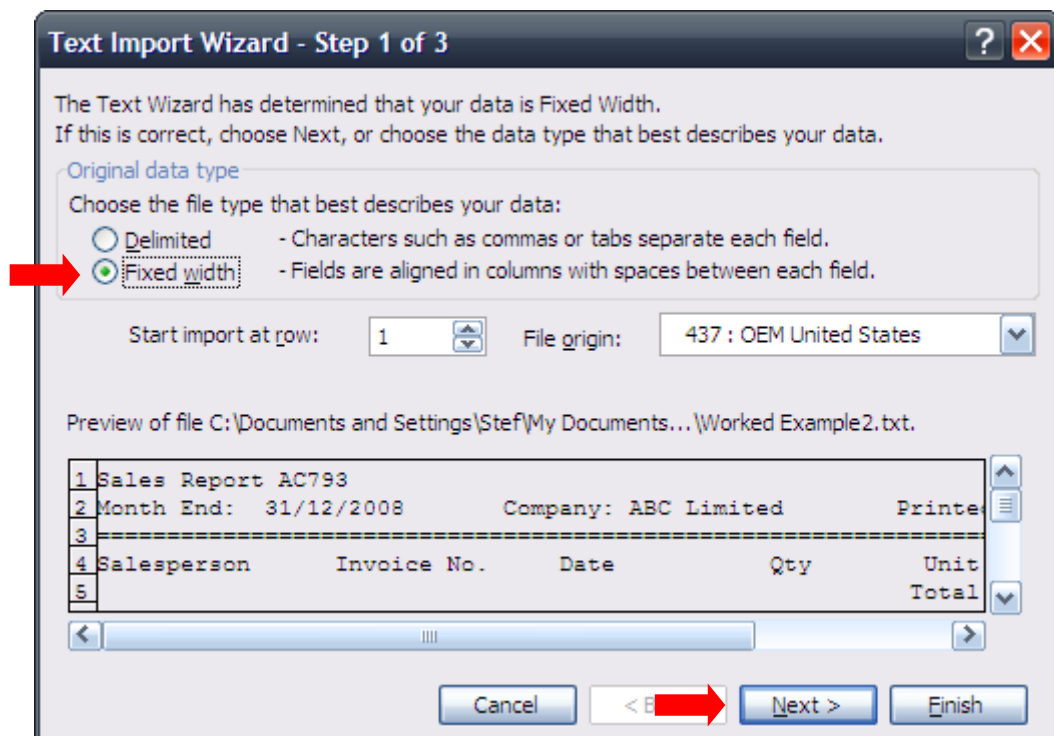 Text Import Wizard - Step 1 of 3
The Text Wizard has determined that your data is Fixed Width.
If this is correct, choose Next, or choose the data type that best describes your data.
Original data type
Choose the file type that best describes your data:
Delimited - Characters such as commas or tabs separate each field.
Fixed width - Fields are aligned in columns with spaces between each field.
Start import at row: 1 File origin: 437 : OEM United States
Preview of file C:\Documents and Settings\Stef\My Documents...\Worked Example2.txt.
1 Sales Report AC793
2 Month End: 31/12/2008 Company: ABC Limited Printe
3 ================================================================
4 Salesperson Invoice No. Date Qty Unit
5 Total
Cancel < B Next > Finish